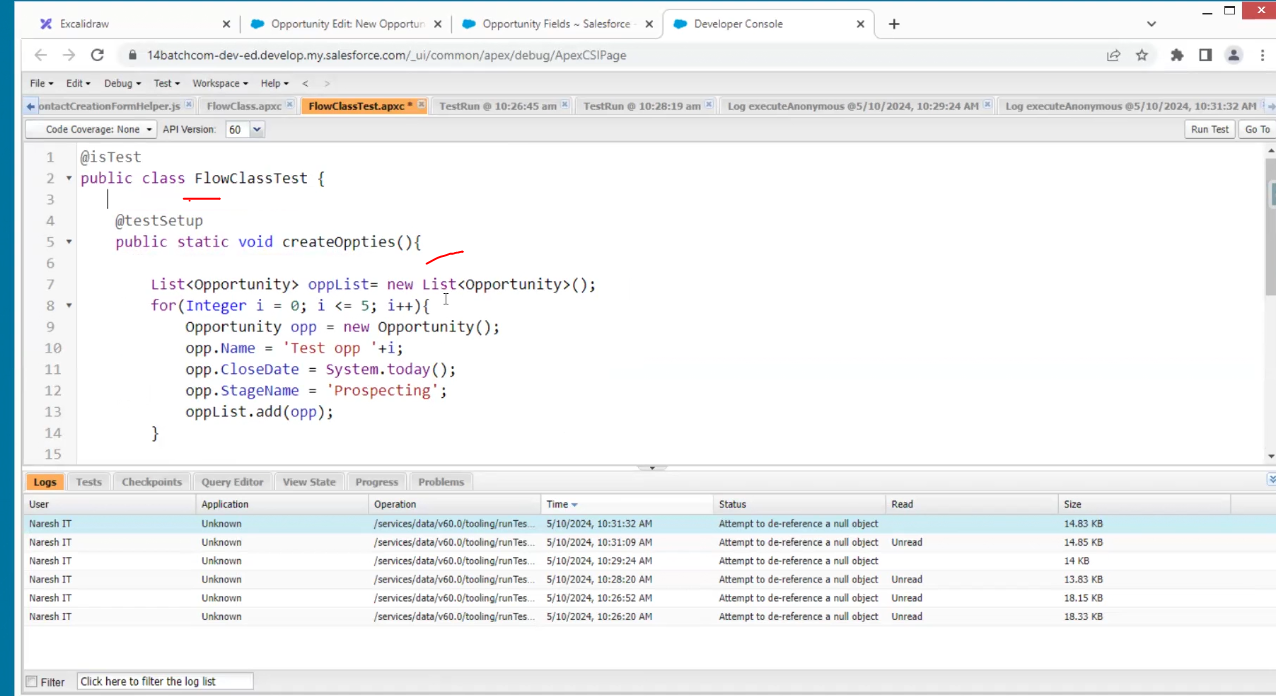 Excalidraw
Opportunity Edit: New Opportun
Opportunity Fields ~ Salesforce
Developer Console
14batchcom-dev-ed.develop.my.salesforce.com/_ui/common/apex/debug/ApexCSIPage
File Edit Debug Test Workspace Help < >
ontactCreationFormHelper.js FlowClass.apxc FlowClassTest.apxc * TestRun @ 10:26:45 am TestRun @ 10:28:19 am Log executeAnonymous @5/10/2024, 10:29:24 AM Log executeAnonymous @5/10/2024, 10:31:32 AM
Code Coverage: None API Version: 60 Run Test Go To
1 @isTest
2 public class FlowClassTest {
3
4 @testSetup
5 public static void createOppties(){
6
7 List<Opportunity> oppList= new List<Opportunity>();
8 for(Integer i = 0; i <= 5; i++){
9 Opportunity opp = new Opportunity();
10 opp.Name = 'Test opp '+i;
11 opp.CloseDate = System.today();
12 opp.StageName = 'Prospecting';
13 oppList.add(opp);
14 }
15
Logs Tests Checkpoints Query Editor View State Progress Problems
User Application Operation Time Status Read Size
Naresh IT Unknown /services/data/v60.0/tooling/runTes... 5/10/2024, 10:31:32 AM Attempt to de-reference a null object 14.83 KB
Naresh IT Unknown /services/data/v60.0/tooling/runTes... 5/10/2024, 10:31:09 AM Attempt to de-reference a null object Unread 14.85 KB
Naresh IT Unknown /services/data/v60.0/tooling/runTes... 5/10/2024, 10:29:24 AM Attempt to de-reference a null object 14 KB
Naresh IT Unknown /services/data/v60.0/tooling/runTes... 5/10/2024, 10:28:20 AM Attempt to de-reference a null object Unread 13.83 KB
Naresh IT Unknown /services/data/v60.0/tooling/runTes... 5/10/2024, 10:26:52 AM Attempt to de-reference a null object Unread 18.15 KB
Naresh IT Unknown /services/data/v60.0/tooling/runTes... 5/10/2024, 10:26:20 AM Attempt to de-reference a null object Unread 18.33 KB
Filter Click here to filter the log list